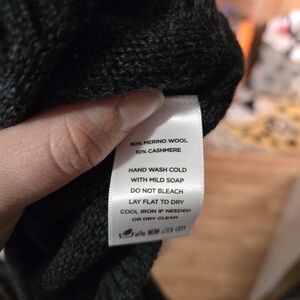 90% MERINO WOOL
10% CASHMERE
HAND WASH COLD
WITH MILD SOAP
DO NOT BLEACH
LAY FLAT TO DRY
COOL IRON IF NEEDED
OR DRY CLEAN